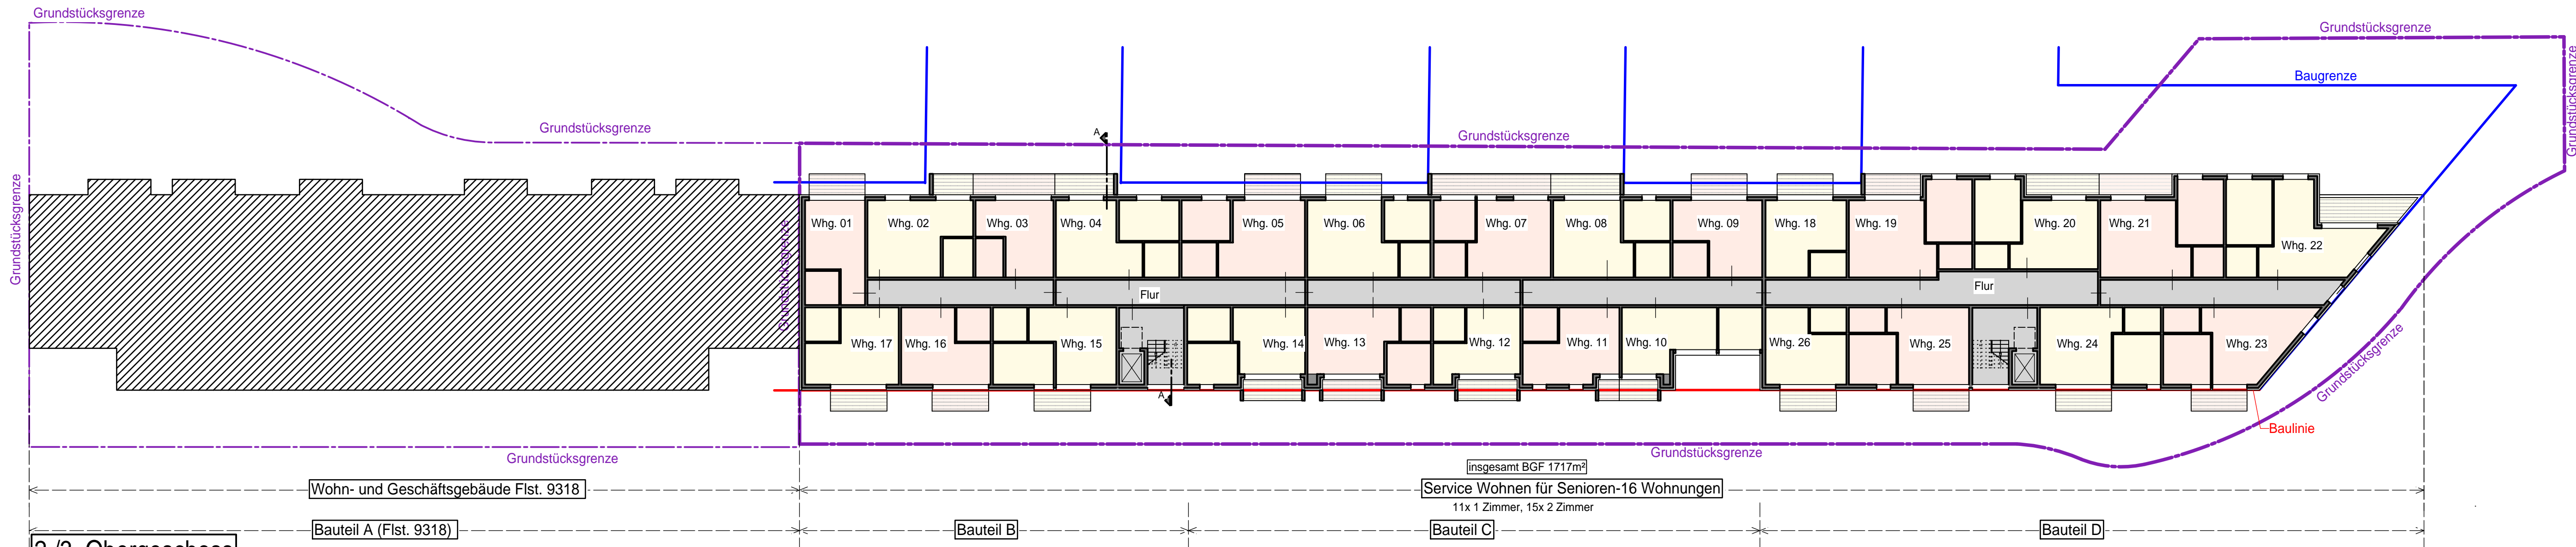 Grundstücksgrenze
Grundstücksgrenze
Baugrenze
Grundstücksgrenze
Grundstücksgrenze
Grundstücksgrenze
A
Grundstücksgrenze
Grundstücksgrenze
Whg. 01
Whg. 02
Whg. 03
Whg. 04
Whg. 05
Whg. 06
Whg. 07
Whg. 08
Whg. 09
Whg. 18
Whg. 19
Whg. 20
Whg. 21
Whg. 22
Flur
Flur
Whg. 17
Whg. 16
Whg. 15
Whg. 14
Whg. 13
Whg. 12
Whg. 11
Whg. 10
Whg. 26
Whg. 25
Whg. 24
Whg. 23
A
Grundstücksgrenze
Baulinie
Grundstücksgrenze
Grundstücksgrenze
insgesamt BGF 1717m²
Wohn- und Geschäftsgebäude Flst. 9318
Service Wohnen für Senioren-16 Wohnungen
11x 1 Zimmer, 15x 2 Zimmer
Bauteil A (Flst. 9318)
Bauteil B
Bauteil C
Bauteil D
Obergeschoss